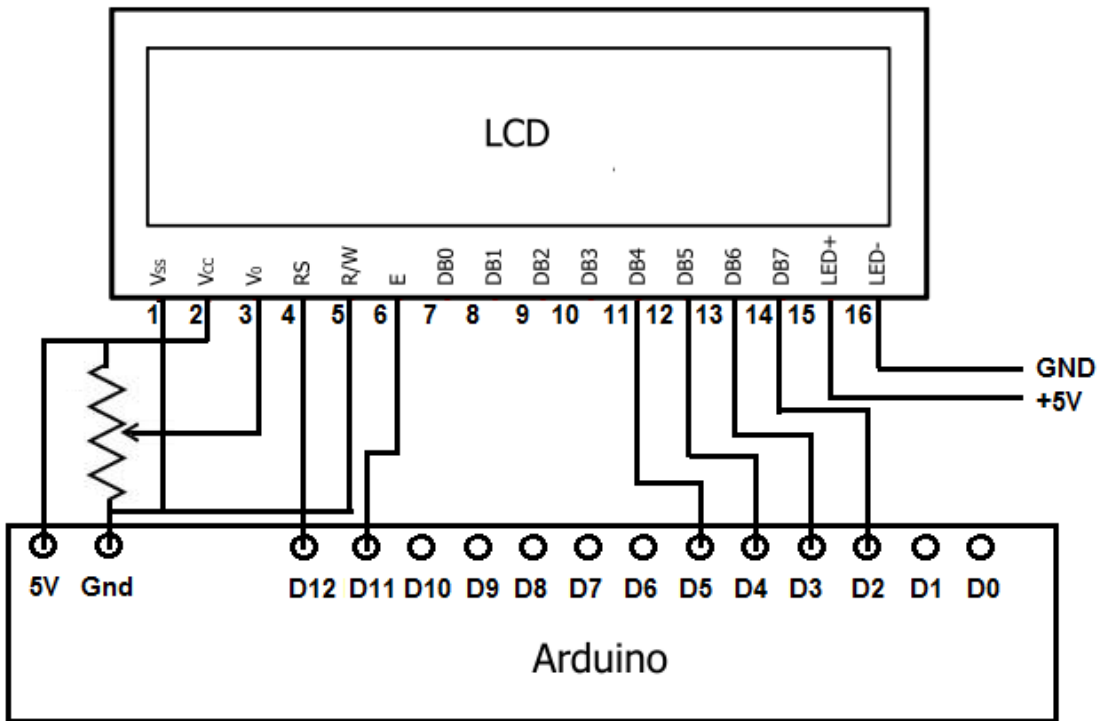 LCD
Vss Vcc V0 RS R/W E DB0 DB1 DB2 DB3 DB4 DB5 DB6 DB7 LED+ LED-
1 2 3 4 5 6 7 8 9 10 11 12 13 14 15 16
GND
+5V
5V Gnd D12 D11 D10 D9 D8 D7 D6 D5 D4 D3 D2 D1 D0
Arduino